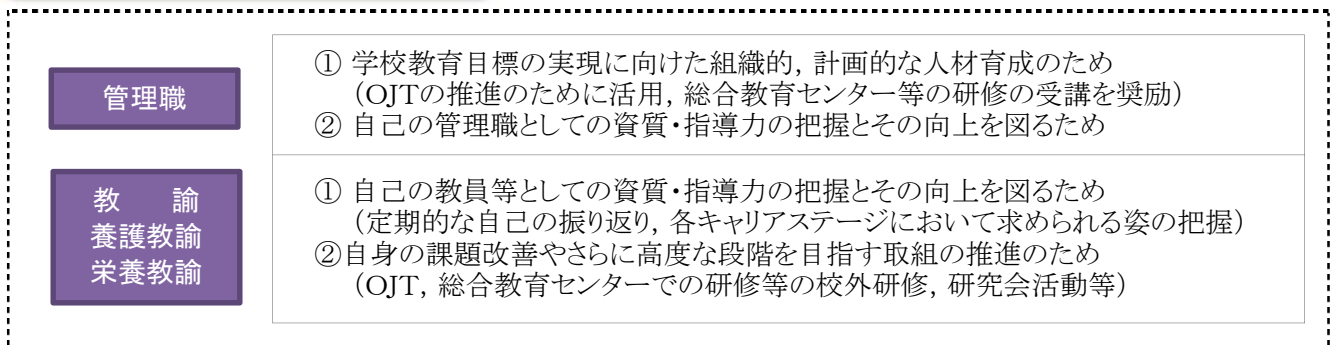 管理職
① 学校教育目標の実現に向けた組織的，計画的な人材育成のため
（OJTの推進のために活用，総合教育センター等の研修の受講を奨励）
② 自己の管理職としての資質・指導力の把握とその向上を図るため
教　　諭
養護教諭
栄養教諭
① 自己の教員等としての資質・指導力の把握とその向上を図るため
（定期的な自己の振り返り，各キャリアステージにおいて求められる姿の把握）
②自身の課題改善やさらに高度な段階を目指す取組の推進のため
（OJT，総合教育センターでの研修等の校外研修，研究会活動等）